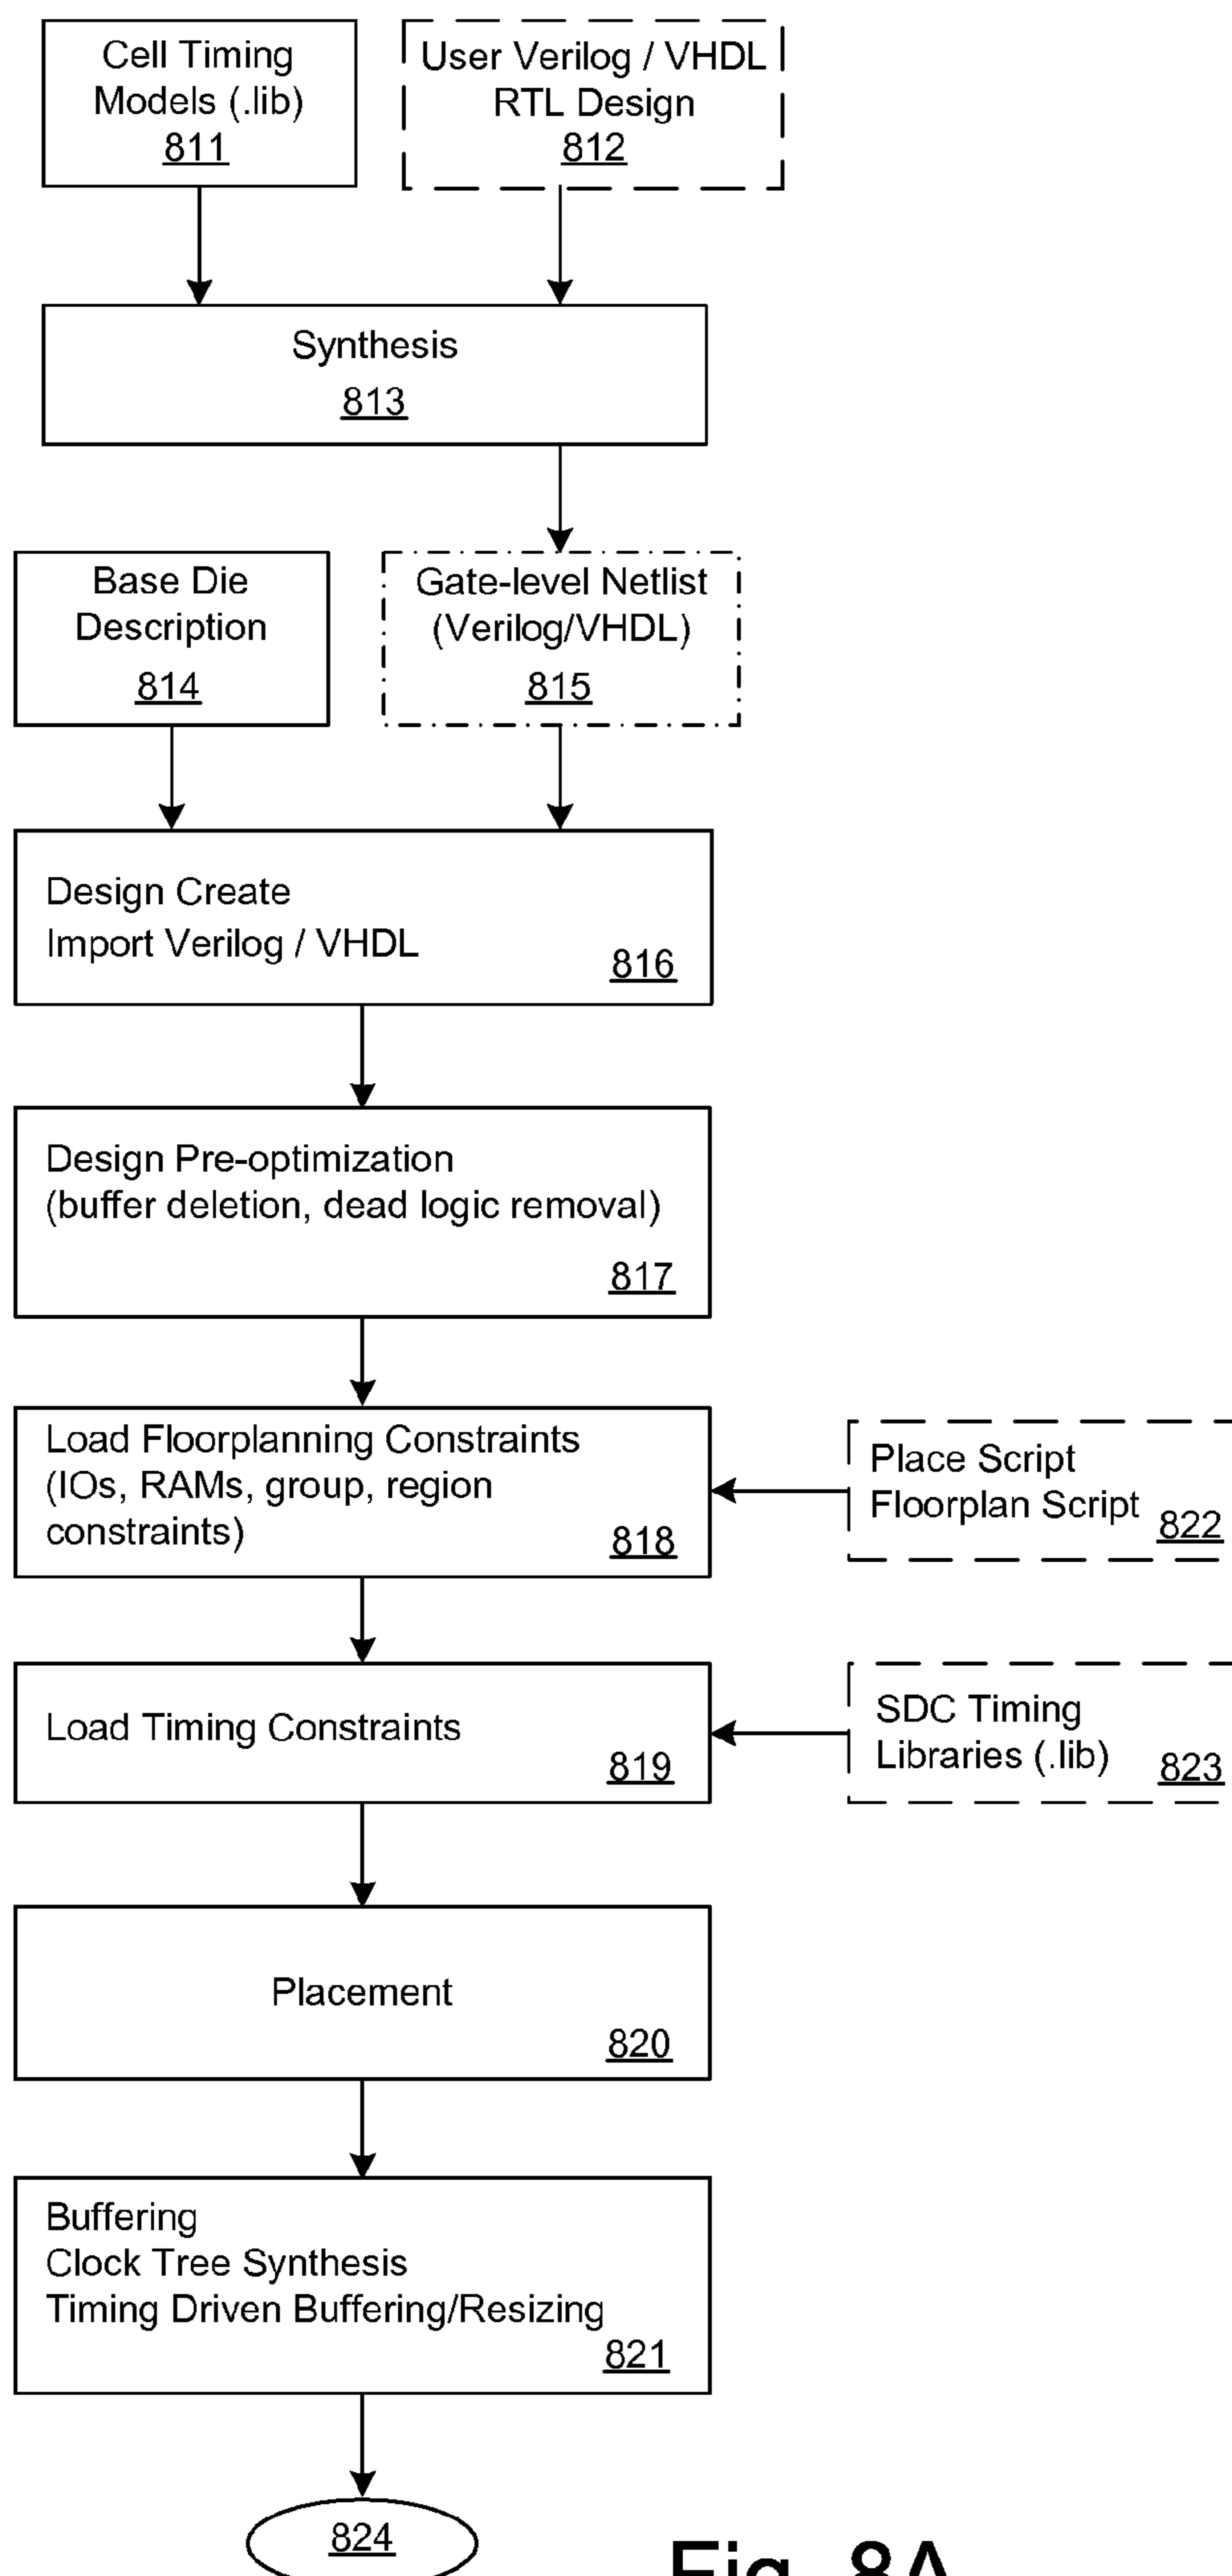 Cell Timing
Models (.lib)
811
User Verilog / VHDL
RTL Design
812
Synthesis
813
Base Die
Description
814
Gate-level Netlist
(Verilog/VHDL)
815
Design Create
Import Verilog / VHDL
816
Design Pre-optimization
(buffer deletion, dead logic removal)
817
Load Floorplanning Constraints
(IOs, RAMs, group, region
constraints)
818
Place Script
Floorplan Script
822
Load Timing Constraints
819
SDC Timing
Libraries (.lib)
823
Placement
820
Buffering
Clock Tree Synthesis
Timing Driven Buffering/Resizing
821
824
Fig. 8A